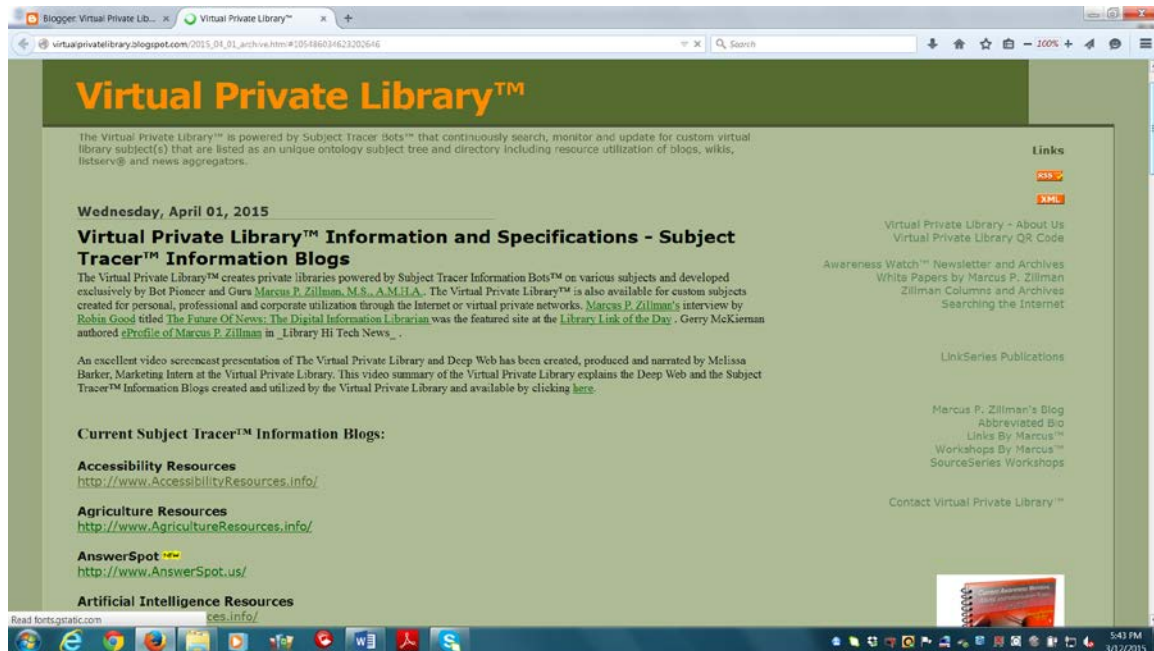 Blogger: Virtual Private Lib...
Virtual Private Library™
virtualprivatelibrary.blogspot.com/2015_04_01_archive.html#105486034623202646
Search
100%
Virtual Private Library™
The Virtual Private Library™ is powered by Subject Tracer Bots™ that continuously search, monitor and update for custom virtual
library subject(s) that are listed as an unique ontology subject tree and directory including resource utilization of blogs, wikis,
listserv® and news aggregators.
Wednesday, April 01, 2015
Virtual Private Library™ Information and Specifications - Subject
Tracer™ Information Blogs
The Virtual Private Library™ creates private libraries powered by Subject Tracer Information Bots™ on various subjects and developed
exclusively by Bot Pioneer and Guru Marcus P. Zillman, M.S., A.M.H.A.. The Virtual Private Library™ is also available for custom subjects
created for personal, professional and corporate utilization through the Internet or virtual private networks. Marcus P. Zillman's interview by
Robin Good titled The Future Of News: The Digital Information Librarian was the featured site at the Library Link of the Day . Gerry McKiernan
authored eProfile of Marcus P. Zillman in _Library Hi Tech News_ .
An excellent video screencast presentation of The Virtual Private Library and Deep Web has been created, produced and narrated by Melissa
Barker, Marketing Intern at the Virtual Private Library. This video summary of the Virtual Private Library explains the Deep Web and the Subject
Tracer™ Information Blogs created and utilized by the Virtual Private Library and available by clicking here.
Current Subject Tracer™ Information Blogs:
Accessibility Resources
http://www.AccessibilityResources.info/
Agriculture Resources
http://www.AgricultureResources.info/
AnswerSpot NEW
http://www.AnswerSpot.us/
Artificial Intelligence Resources
ces.info/
Links
RSS
XML
Virtual Private Library - About Us
Virtual Private Library QR Code
Awareness Watch™ Newsletter and Archives
White Papers by Marcus P. Zillman
Zillman Columns and Archives
Searching the Internet
LinkSeries Publications
Marcus P. Zillman's Blog
Abbreviated Bio
Links By Marcus™
Workshops By Marcus™
SourceSeries Workshops
Contact Virtual Private Library™
Read fonts.gstatic.com
5:43 PM
3/12/2015